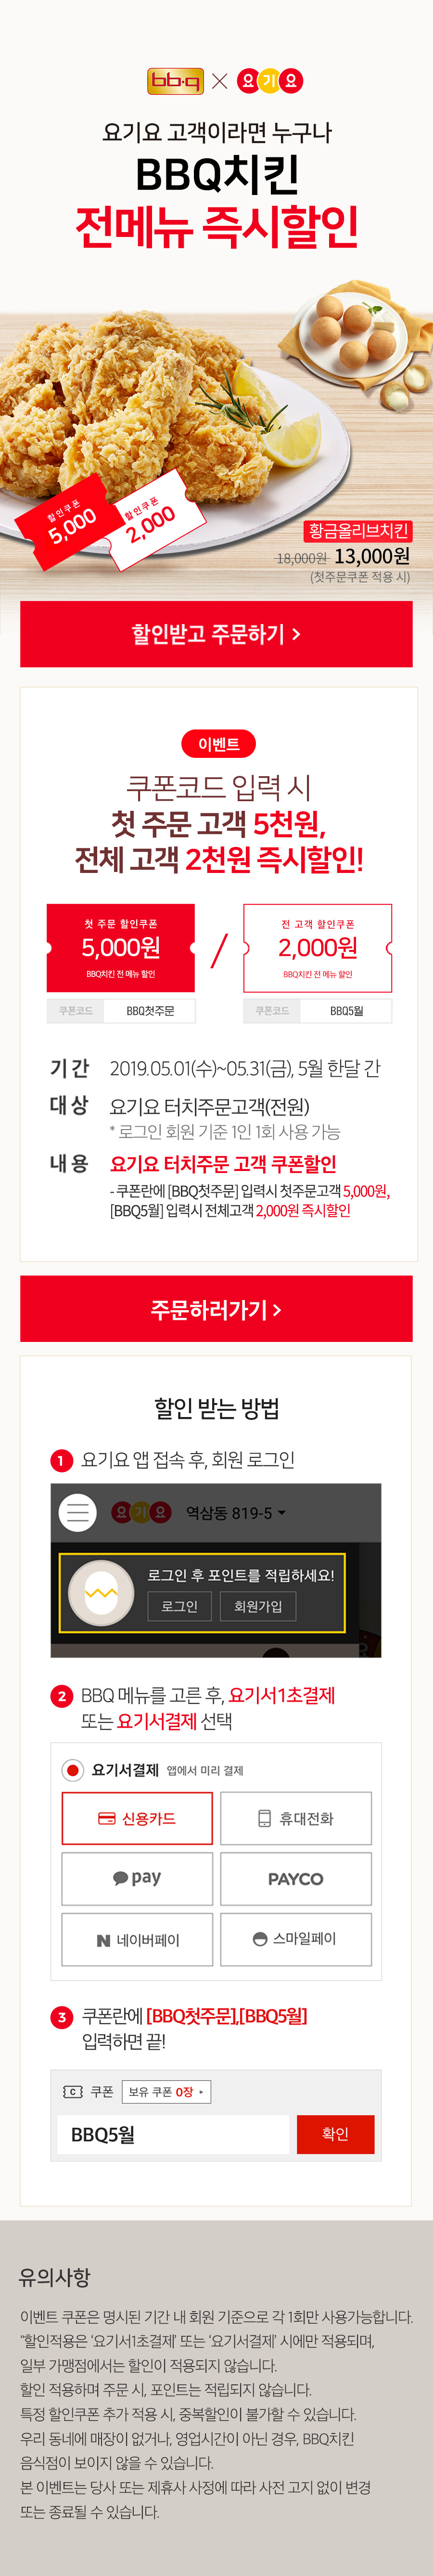 bb·q × 요기요
요기요 고객이라면 누구나
BBQ치킨
전메뉴 즉시할인
할인쿠폰
5,000
할인쿠폰
2,000
황금올리브치킨
18,000원 13,000원
(첫주문쿠폰 적용 시)
할인받고 주문하기 >
이벤트
쿠폰코드 입력 시
첫 주문 고객 5천원,
전체 고객 2천원 즉시할인!
첫 주문 할인쿠폰
5,000원
BBQ치킨 전 메뉴 할인
쿠폰코드 BBQ첫주문
/
전 고객 할인쿠폰
2,000원
BBQ치킨 전 메뉴 할인
쿠폰코드 BBQ5월
기간 2019.05.01(수)~05.31(금), 5월 한달 간
대상 요기요 터치주문고객(전원)
* 로그인 회원 기준 1인 1회 사용 가능
내용 요기요 터치주문 고객 쿠폰할인
- 쿠폰란에 [BBQ첫주문] 입력시 첫주문고객 5,000원,
[BBQ5월] 입력시 전체고객 2,000원 즉시할인
주문하러가기 >
할인 받는 방법
1 요기요 앱 접속 후, 회원 로그인
요기요 역삼동 819-5
로그인 후 포인트를 적립하세요!
로그인 회원가입
2 BBQ 메뉴를 고른 후, 요기서1초결제
또는 요기서결제 선택
요기서결제 앱에서 미리 결제
신용카드 휴대전화
pay PAYCO
N 네이버페이 스마일페이
3 쿠폰란에 [BBQ첫주문],[BBQ5월]
입력하면 끝!
C 쿠폰 보유 쿠폰 0장 ▸
BBQ5월 확인
유의사항
이벤트 쿠폰은 명시된 기간 내 회원 기준으로 각 1회만 사용가능합니다.
"할인적용은 ‘요기서1초결제’ 또는 ‘요기서결제’ 시에만 적용되며,
일부 가맹점에서는 할인이 적용되지 않습니다.
할인 적용하며 주문 시, 포인트는 적립되지 않습니다.
특정 할인쿠폰 추가 적용 시, 중복할인이 불가할 수 있습니다.
우리 동네에 매장이 없거나, 영업시간이 아닌 경우, BBQ치킨
음식점이 보이지 않을 수 있습니다.
본 이벤트는 당사 또는 제휴사 사정에 따라 사전 고지 없이 변경
또는 종료될 수 있습니다.